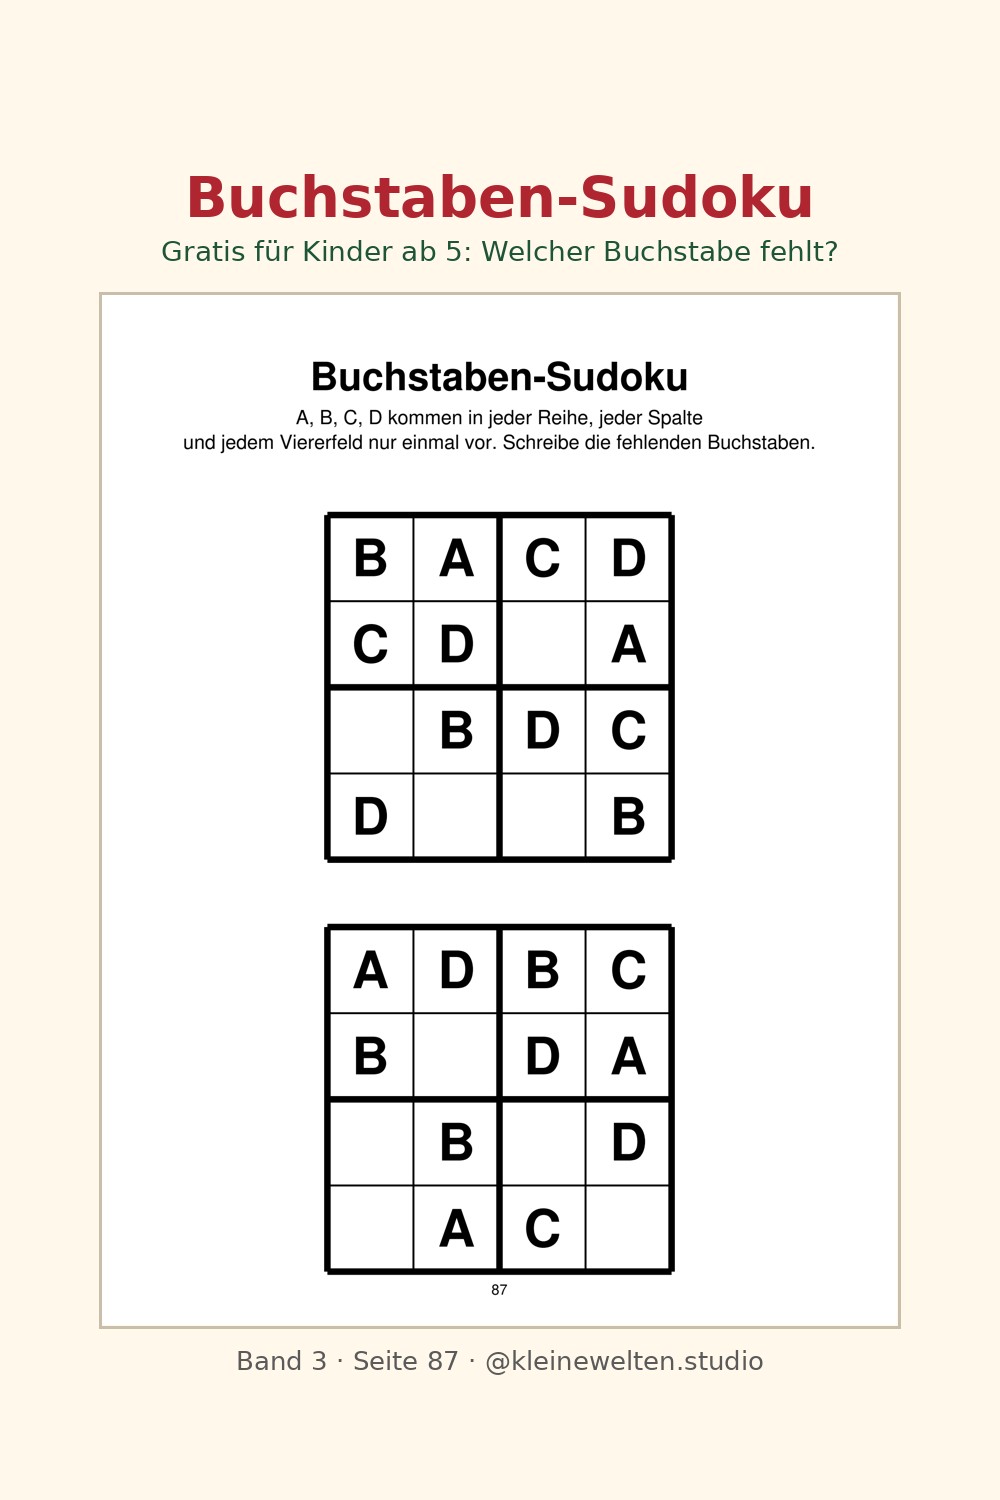 Buchstaben-Sudoku
Gratis für Kinder ab 5: Welcher Buchstabe fehlt?
Buchstaben-Sudoku
A, B, C, D kommen in jeder Reihe, jeder Spalte
und jedem Viererfeld nur einmal vor. Schreibe die fehlenden Buchstaben.
B A C D
C D A
B D C
D B
A D B C
B D A
B D
A C
87
Band 3 · Seite 87 · @kleinewelten.studio